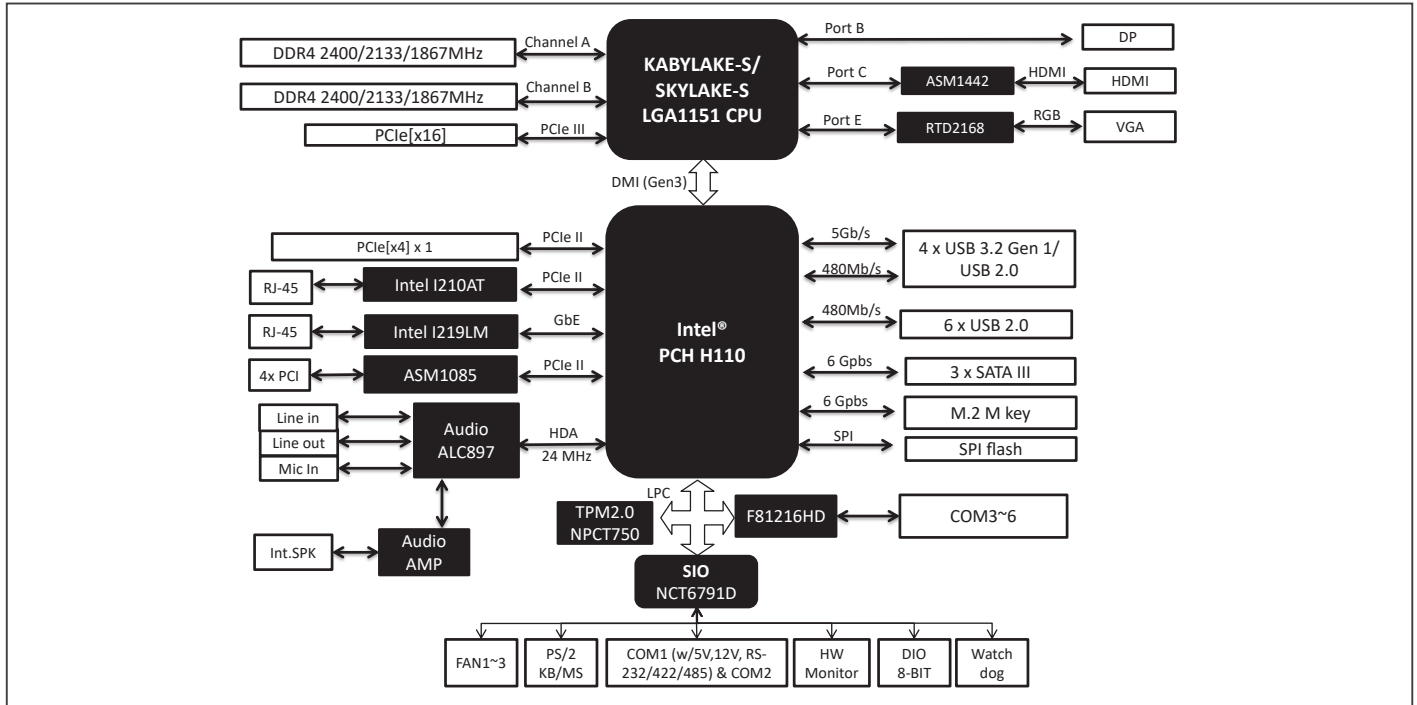 DDR4 2400/2133/1867MHz
Channel A
DDR4 2400/2133/1867MHz
Channel B
PCIe[x16]
PCIe III
KABYLAKE-S/
SKYLAKE-S
LGA1151 CPU
Port B
DP
Port C
ASM1442
HDMI
HDMI
Port E
RTD2168
RGB
VGA
DMI (Gen3)
PCIe[x4] x 1
PCIe II
RJ-45
Intel I210AT
PCIe II
RJ-45
Intel I219LM
GbE
4x PCI
ASM1085
PCIe II
Line in
Line out
Mic In
Audio
ALC897
HDA
24 MHz
Int.SPK
Audio
AMP
Intel®
PCH H110
5Gb/s
480Mb/s
4 x USB 3.2 Gen 1/
USB 2.0
480Mb/s
6 x USB 2.0
6 Gpbs
3 x SATA III
6 Gpbs
M.2 M key
SPI
SPI flash
LPC
TPM2.0
NPCT750
F81216HD
COM3~6
SIO
NCT6791D
FAN1~3
PS/2
KB/MS
COM1 (w/5V,12V, RS-
232/422/485) & COM2
HW
Monitor
DIO
8-BIT
Watch
dog